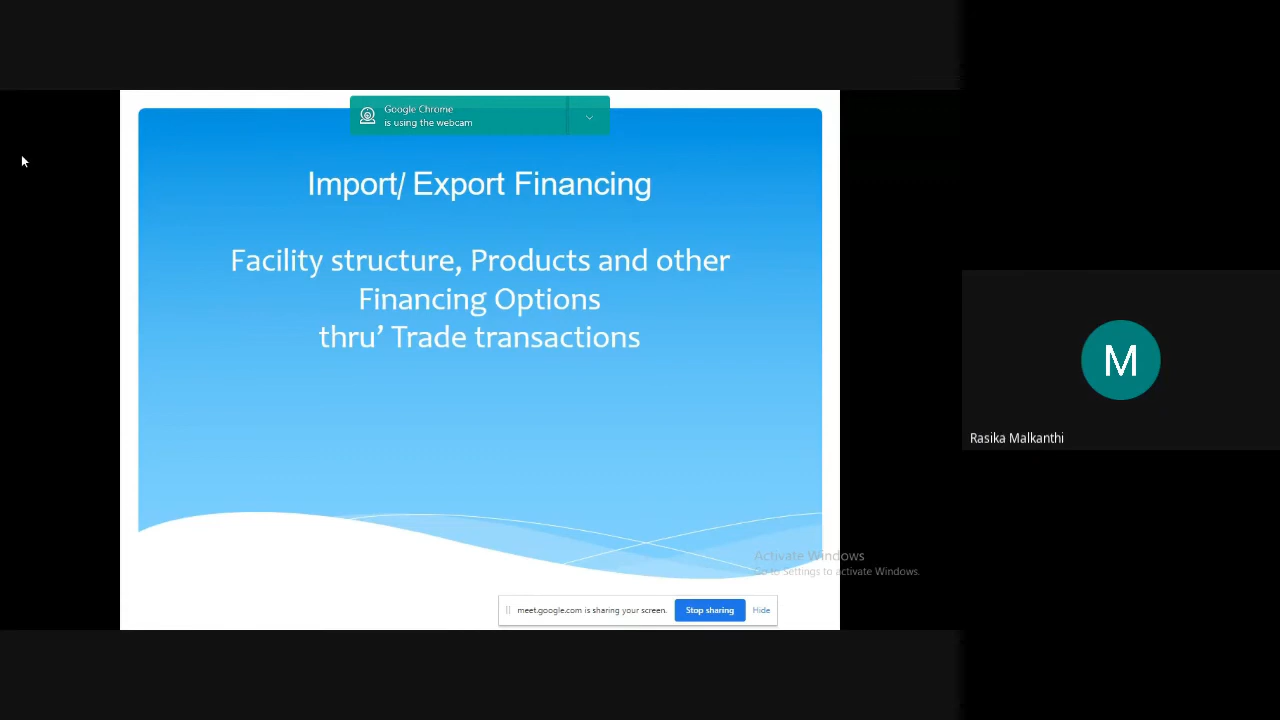 Google Chrome
is using the webcam
Import/ Export Financing
Facility structure, Products and other
Financing Options
thru’ Trade transactions
M
Rasika Malkanthi
Activate Windows
Go to Settings to activate Windows.
meet.google.com is sharing your screen.
Stop sharing
Hide